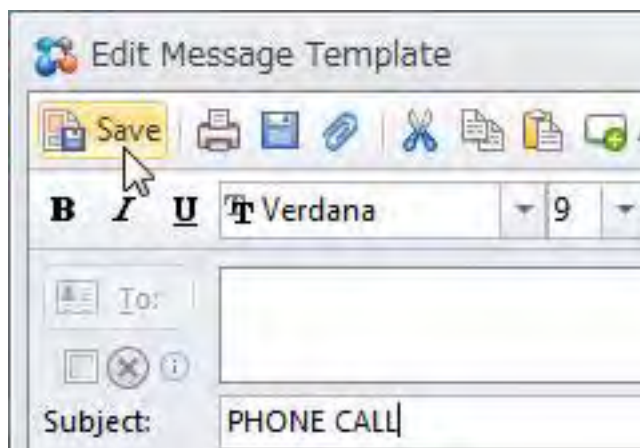 Edit Message Template
Save
B I U Verdana 9
To:
Subject: PHONE CALL